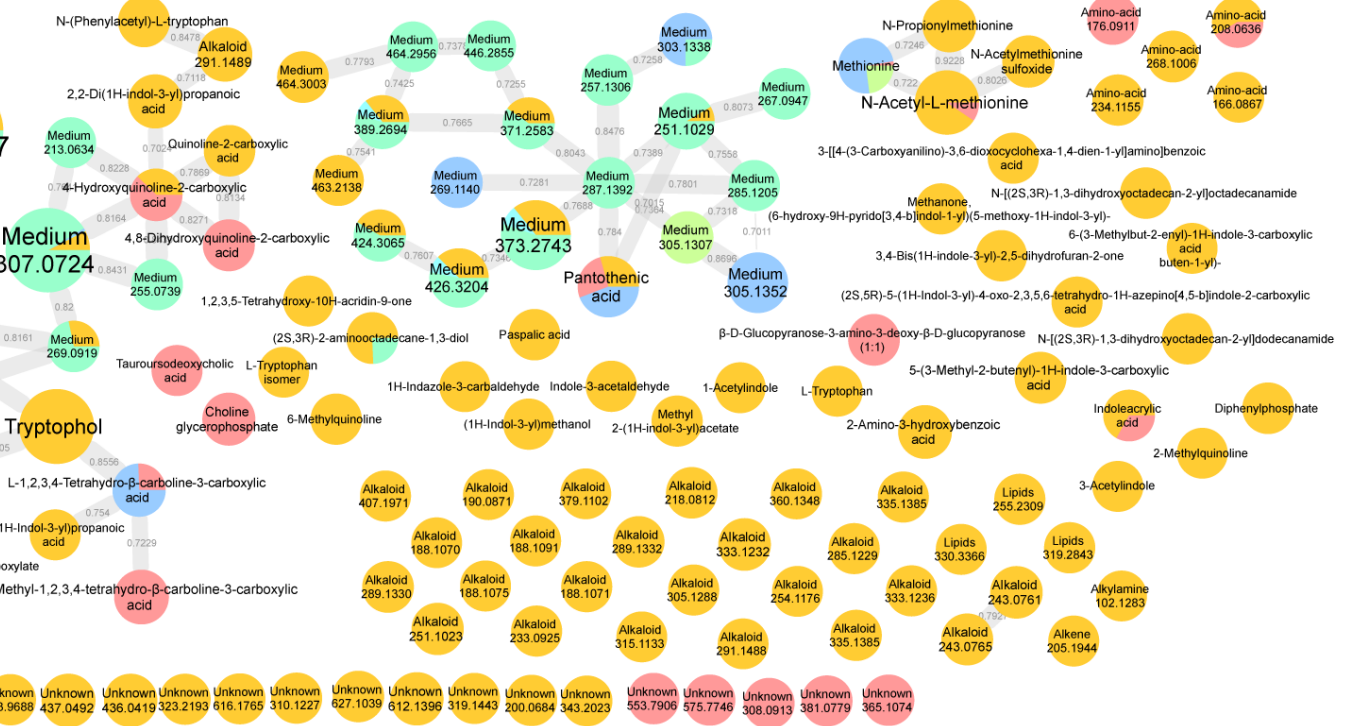 N-(Phenylacetyl)-L-tryptophan
0.8478
Alkaloid
291.1489
0.7118
2,2-Di(1H-indol-3-yl)propanoic
acid
Quinoline-2-carboxylic
acid
Medium
213.0634
0.8228
0.7869
4-Hydroxyquinoline-2-carboxylic
acid
0.8134
0.8164
0.8271
4,8-Dihydroxyquinoline-2-carboxylic
acid
Medium
307.0724
0.8431
Medium
255.0739
0.82
0.8161
Medium
269.0919
Medium
464.3003
0.7793
Medium
464.2956
Medium
446.2855
0.7425
0.7255
Medium
389.2694
0.7665
Medium
371.2583
0.7541
Medium
463.2138
0.8043
Medium
269.1140
0.7281
Medium
287.1392
Medium
257.1306
0.7258
Medium
303.1338
0.8476
0.7389
Medium
251.1029
0.8073
Medium
267.0947
0.7558
0.7801
Medium
285.1205
0.7015
0.7318
0.7011
Medium
305.1307
0.8696
Medium
305.1352
0.7688
0.784
Pantothenic
acid
Medium
373.2743
Medium
424.3065
0.7607
Medium
426.3204
N-Propionylmethionine
0.7246
0.9228
Methionine
0.722
N-Acetylmethionine
sulfoxide
0.8026
N-Acetyl-L-methionine
Amino-acid
176.0911
Amino-acid
208.0636
Amino-acid
268.1006
Amino-acid
234.1155
Amino-acid
166.0867
3-[[4-(3-Carboxyanilino)-3,6-dioxocyclohexa-1,4-dien-1-yl]amino]benzoic
acid
N-[(2S,3R)-1,3-dihydroxyoctadecan-2-yl]octadecanamide
Methanone,
(6-hydroxy-9H-pyrido[3,4-b]indol-1-yl)(5-methoxy-1H-indol-3-yl)-
6-(3-Methylbut-2-enyl)-1H-indole-3-carboxylic
acid
buten-1-yl)-
3,4-Bis(1H-indole-3-yl)-2,5-dihydrofuran-2-one
(2S,5R)-5-(1H-Indol-3-yl)-4-oxo-2,3,5,6-tetrahydro-1H-azepino[4,5-b]indole-2-carboxylic
acid
1,2,3,5-Tetrahydroxy-10H-acridin-9-one
(2S,3R)-2-aminooctadecane-1,3-diol
Paspalic acid
β-D-Glucopyranose-3-amino-3-deoxy-β-D-glucopyranose
(1:1)
N-[(2S,3R)-1,3-dihydroxyoctadecan-2-yl]dodecanamide
Tauroursodeoxycholic
acid
L-Tryptophan
isomer
5-(3-Methyl-2-butenyl)-1H-indole-3-carboxylic
acid
1H-Indazole-3-carbaldehyde
Indole-3-acetaldehyde
1-Acetylindole
L-Tryptophan
Choline
glycerophosphate
6-Methylquinoline
(1H-Indol-3-yl)methanol
Methyl
2-(1H-indol-3-yl)acetate
2-Amino-3-hydroxybenzoic
acid
Indoleacrylic
acid
Diphenylphosphate
2-Methylquinoline
3-Acetylindole
Tryptophol
0.8556
L-1,2,3,4-Tetrahydro-β-carboline-3-carboxylic
acid
0.754
1H-Indol-3-yl)propanoic
acid
0.7229
oxylate
Methyl-1,2,3,4-tetrahydro-β-carboline-3-carboxylic
acid
Alkaloid
407.1971
Alkaloid
190.0871
Alkaloid
379.1102
Alkaloid
218.0812
Alkaloid
360.1348
Alkaloid
335.1385
Lipids
255.2309
Alkaloid
188.1070
Alkaloid
188.1091
Alkaloid
289.1332
Alkaloid
333.1232
Alkaloid
285.1229
Lipids
330.3366
Lipids
319.2843
Alkaloid
289.1330
Alkaloid
188.1075
Alkaloid
188.1071
Alkaloid
305.1288
Alkaloid
254.1176
Alkaloid
333.1236
Alkaloid
243.0761
Alkylamine
102.1283
Alkaloid
251.1023
Alkaloid
233.0925
Alkaloid
315.1133
Alkaloid
291.1488
Alkaloid
335.1385
Alkaloid
243.0765
Alkene
205.1944
Unknown
437.0492
Unknown
436.0419
Unknown
323.2193
Unknown
616.1765
Unknown
310.1227
Unknown
627.1039
Unknown
612.1396
Unknown
319.1443
Unknown
200.0684
Unknown
343.2023
Unknown
553.7906
Unknown
575.7746
Unknown
308.0913
Unknown
381.0779
Unknown
365.1074